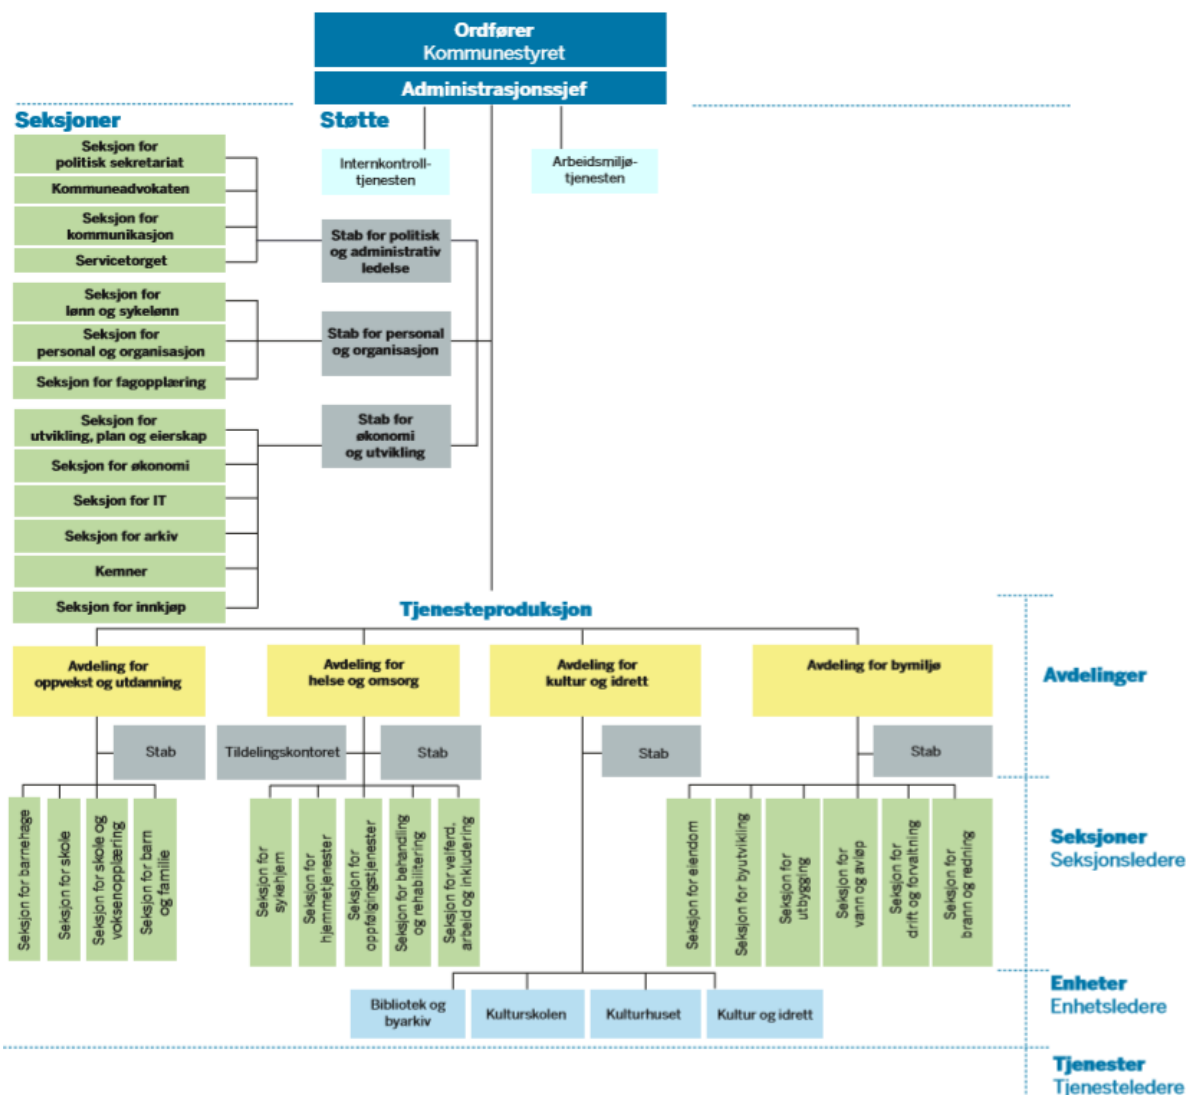 Ordfører
Kommunestyret
Administrasjonssjef
Seksjoner
Støtte
Seksjon for
politisk sekretariat
Kommuneadvokaten
Seksjon for
kommunikasjon
Servicetorget
Internkontroll-
tjenesten
Arbeidsmiljø-
tjenesten
Stab for politisk
og administrativ
ledelse
Seksjon for
lønn og sykelønn
Seksjon for
personal og organisasjon
Seksjon for fagopplæring
Stab for personal
og organisasjon
Seksjon for
utvikling, plan og eierskap
Seksjon for økonomi
Seksjon for IT
Seksjon for arkiv
Kemner
Seksjon for innkjøp
Stab for
økonomi
og utvikling
Tjenesteproduksjon
Avdeling for
oppvekst og utdanning
Avdeling for
helse og omsorg
Avdeling for
kultur og idrett
Avdeling for bymiljø
Avdelinger
Stab
Tildelingskontoret
Stab
Stab
Stab
Seksjon for barnehage
Seksjon for skole
Seksjon for skole og
voksenopplæring
Seksjon for barn
og familie
Seksjon for
sykehjem
Seksjon for
hjemmetjenester
Seksjon for
oppfølgingstjenester
Seksjon for behandling
og rehabilitering
Seksjon for velferd,
arbeid og inkludering
Seksjon for eiendom
Seksjon for byutvikling
Seksjon for
utbygging
Seksjon for
vann og avløp
Seksjon for
drift og forvaltning
Seksjon for
brann og redning
Seksjoner
Seksjonsledere
Bibliotek og
byarkiv
Kulturskolen
Kulturhuset
Kultur og idrett
Enheter
Enhetsledere
Tjenester
Tjenesteledere